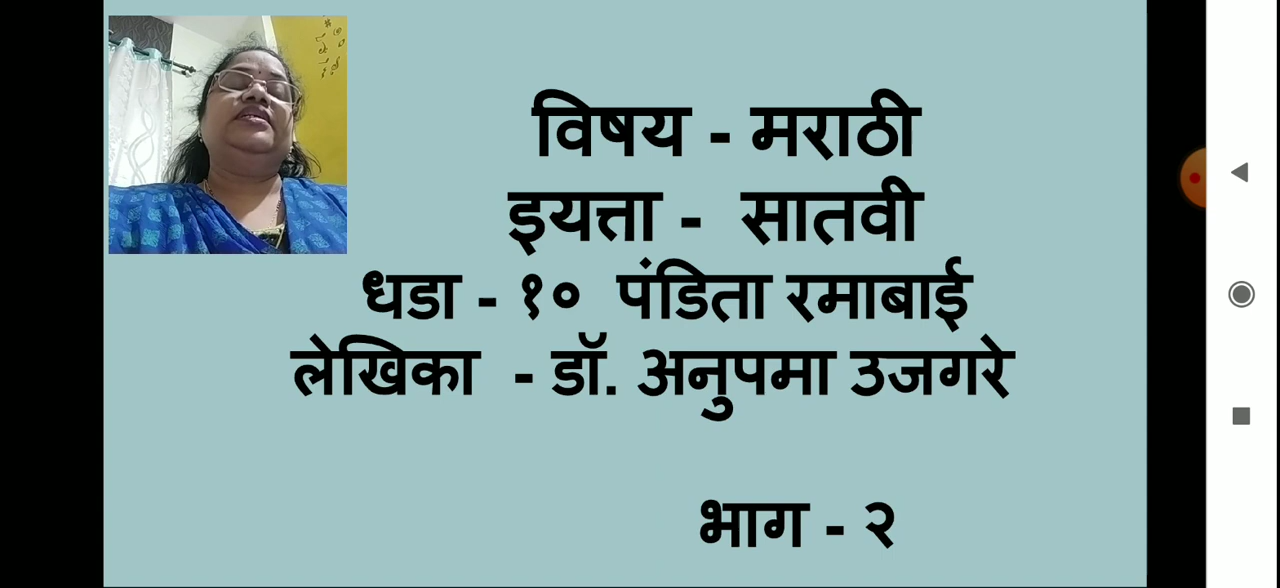 विषय - मराठी
इयत्ता - सातवी
धडा - १० पंडिता रमाबाई
लेखिका - डॉ. अनुपमा उजगरे
भाग - २